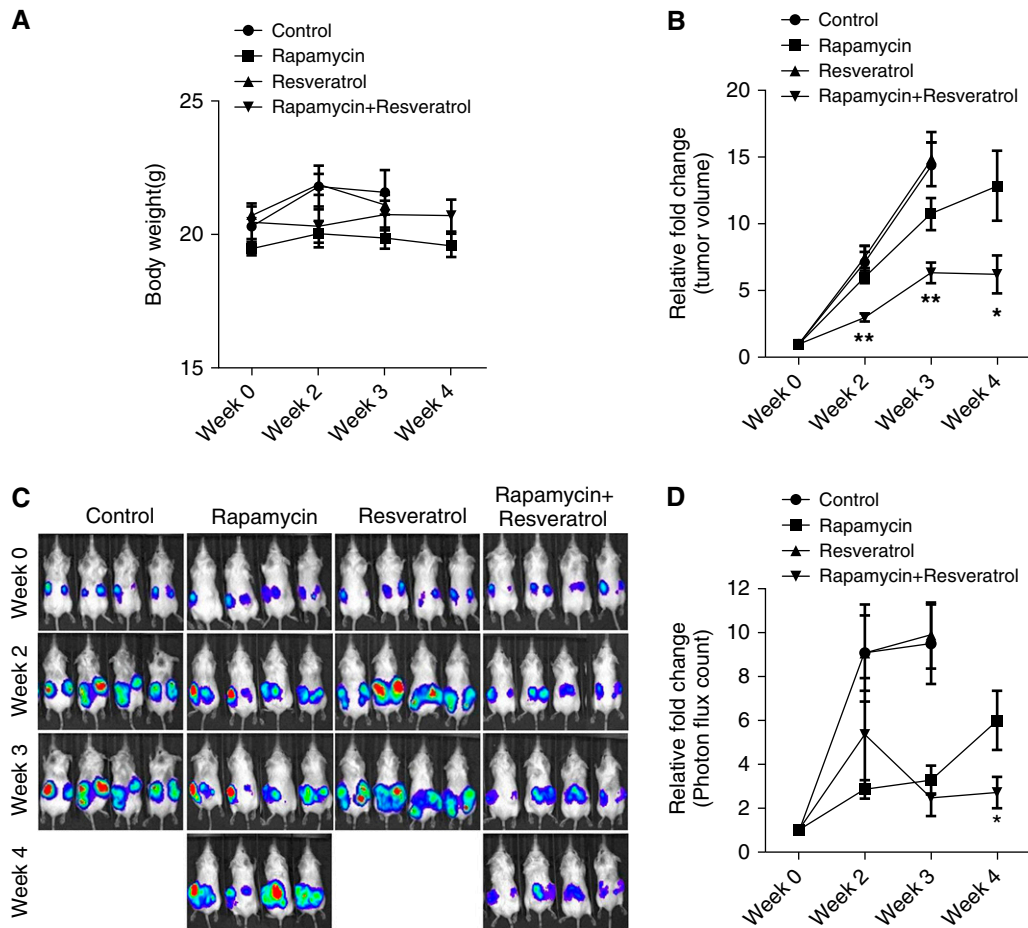 A
Control
Rapamycin
Resveratrol
Rapamycin+Resveratrol
25
20
15
Body weight(g)
Week 0
Week 2
Week 3
Week 4
B
Control
Rapamycin
Resveratrol
Rapamycin+Resveratrol
20
15
10
5
0
Relative fold change
(tumor volume)
**
**
*
Week 0
Week 2
Week 3
Week 4
C
Control
Rapamycin
Resveratrol
Rapamycin+
Resveratrol
Week 0
Week 2
Week 3
Week 4
D
Control
Rapamycin
Resveratrol
Rapamycin+Resveratrol
12
10
8
6
4
2
0
Relative fold change
(Photon flux count)
*
Week 0
Week 2
Week 3
Week 4